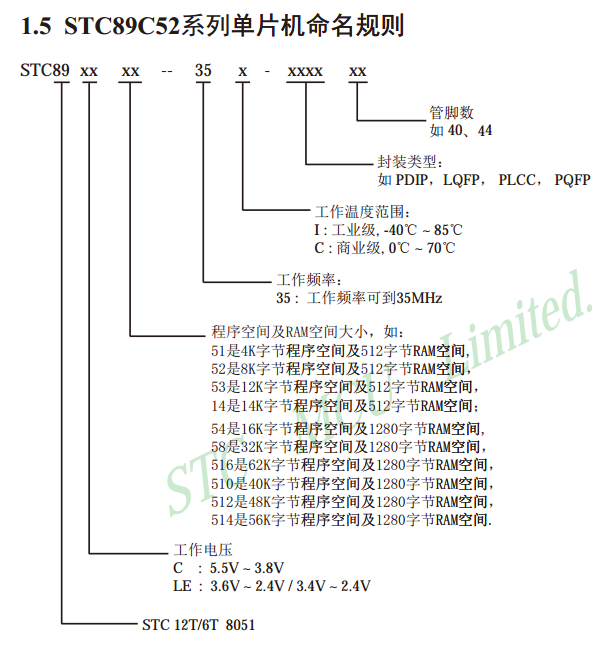 1.5 STC89C52系列单片机命名规则
STC89 xx xx -- 35 x - xxxx xx
管脚数
如 40、44
封装类型：
如 PDIP，LQFP， PLCC， PQFP
工作温度范围：
I : 工业级, -40℃ ~ 85℃
C : 商业级, 0℃ ~ 70℃
工作频率：
35 : 工作频率可到35MHz
程序空间及RAM空间大小，如：
51是4K字节程序空间及512字节RAM空间,
52是8K字节程序空间及512字节RAM空间，
53是12K字节程序空间及512字节RAM空间，
14是14K字节程序空间及512字节RAM空间；
54是16K字节程序空间及1280字节RAM空间,
58是32K字节程序空间及1280字节RAM空间，
516是62K字节程序空间及1280字节RAM空间，
510是40K字节程序空间及1280字节RAM空间，
512是48K字节程序空间及1280字节RAM空间，
514是56K字节程序空间及1280字节RAM空间.
工作电压
C : 5.5V ~ 3.8V
LE : 3.6V ~ 2.4V / 3.4V ~ 2.4V
STC 12T/6T 8051
STC MCU Limited.